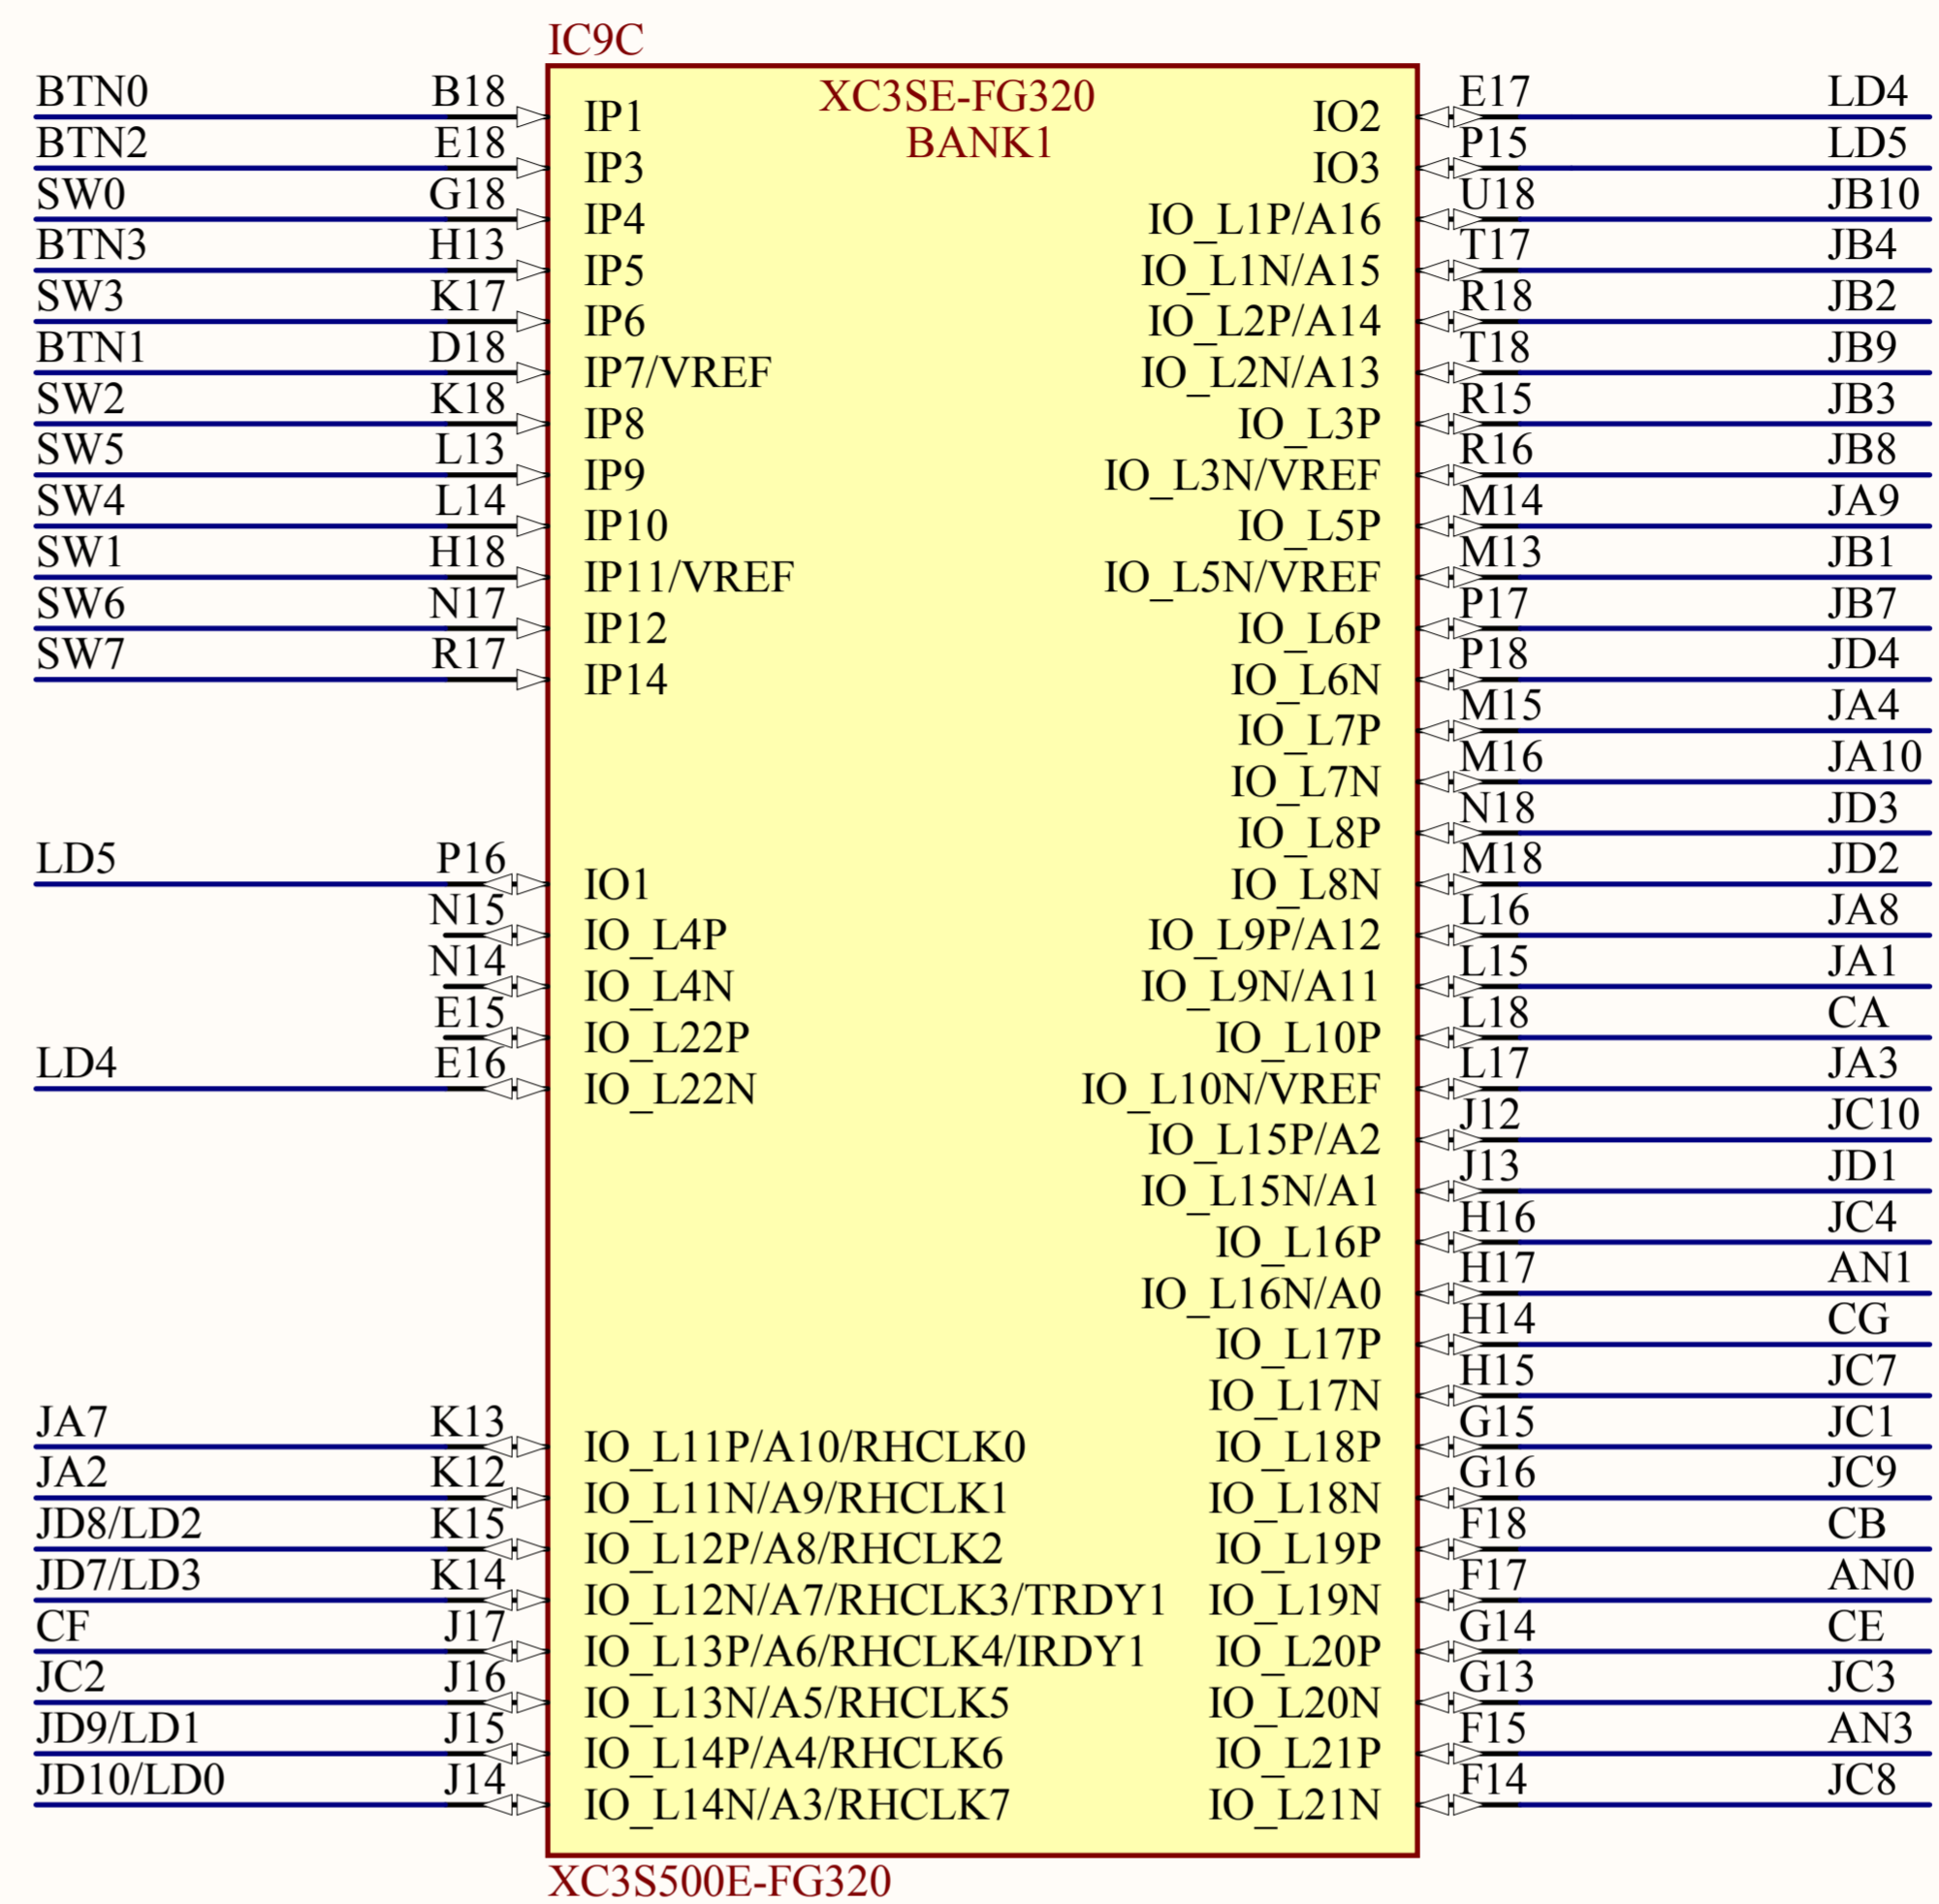 IC9C
XC3SE-FG320
BANK1
BTN0 B18 IP1 IO2 E17 LD4
BTN2 E18 IP3 IO3 P15 LD5
SW0 G18 IP4 IO_L1P/A16 U18 JB10
BTN3 H13 IP5 IO_L1N/A15 T17 JB4
SW3 K17 IP6 IO_L2P/A14 R18 JB2
BTN1 D18 IP7/VREF IO_L2N/A13 T18 JB9
SW2 K18 IP8 IO_L3P R15 JB3
SW5 L13 IP9 IO_L3N/VREF R16 JB8
SW4 L14 IP10 IO_L5P M14 JA9
SW1 H18 IP11/VREF IO_L5N/VREF M13 JB1
SW6 N17 IP12 IO_L6P P17 JB7
SW7 R17 IP14 IO_L6N P18 JD4
IO_L7P M15 JA4
IO_L7N M16 JA10
IO_L8P N18 JD3
LD5 P16 IO1 IO_L8N M18 JD2
N15 IO_L4P IO_L9P/A12 L16 JA8
N14 IO_L4N IO_L9N/A11 L15 JA1
E15 IO_L22P IO_L10P L18 CA
LD4 E16 IO_L22N IO_L10N/VREF L17 JA3
IO_L15P/A2 J12 JC10
IO_L15N/A1 J13 JD1
IO_L16P H16 JC4
IO_L16N/A0 H17 AN1
IO_L17P H14 CG
IO_L17N H15 JC7
JA7 K13 IO_L11P/A10/RHCLK0 IO_L18P G15 JC1
JA2 K12 IO_L11N/A9/RHCLK1 IO_L18N G16 JC9
JD8/LD2 K15 IO_L12P/A8/RHCLK2 IO_L19P F18 CB
JD7/LD3 K14 IO_L12N/A7/RHCLK3/TRDY1 IO_L19N F17 AN0
CF J17 IO_L13P/A6/RHCLK4/IRDY1 IO_L20P G14 CE
JC2 J16 IO_L13N/A5/RHCLK5 IO_L20N G13 JC3
JD9/LD1 J15 IO_L14P/A4/RHCLK6 IO_L21P F15 AN3
JD10/LD0 J14 IO_L14N/A3/RHCLK7 IO_L21N F14 JC8
XC3S500E-FG320